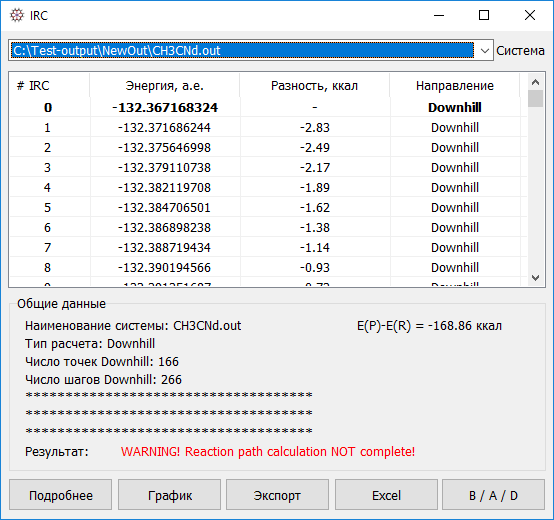 IRC
C:\Test-output\NewOut\CH3CNd.out Система
# IRC Энергия, а.е. Разность, ккал Направление
0 -132.367168324 - Downhill
1 -132.371686244 -2.83 Downhill
2 -132.375646998 -2.49 Downhill
3 -132.379110738 -2.17 Downhill
4 -132.382119708 -1.89 Downhill
5 -132.384706501 -1.62 Downhill
6 -132.386898238 -1.38 Downhill
7 -132.388719434 -1.14 Downhill
8 -132.390194566 -0.93 Downhill
Общие данные
Наименование системы: CH3CNd.out E(P)-E(R) = -168.86 ккал
Тип расчета: Downhill
Число точек Downhill: 166
Число шагов Downhill: 266
************************************
************************************
************************************
Результат: WARNING! Reaction path calculation NOT complete!
Подробнее График Экспорт Excel B / A / D